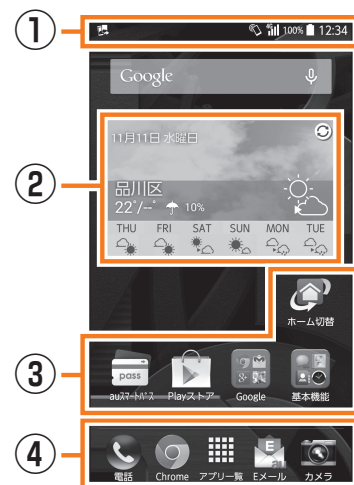 ①
4G 100% 12:34
Google
②
11月11日 水曜日
品川区
22°/--° 10%
THU FRI SAT SUN MON TUE
ホーム切替
③
pass
auスマートパス Playストア Google 基本機能
④
電話 Chrome アプリ一覧 Eメール カメラ